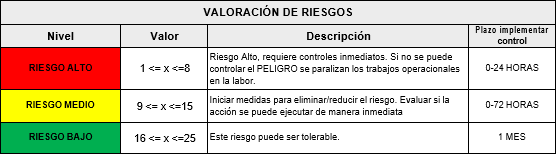 VALORACIÓN DE RIESGOS
Nivel Valor Descripción Plazo implementar
control
RIESGO ALTO 1 <= x <=8 Riesgo Alto, requiere controles inmediatos. Si no se puede
controlar el PELIGRO se paralizan los trabajos operacionales
en la labor. 0-24 HORAS
RIESGO MEDIO 9 <= x <=15 Iniciar medidas para eliminar/reducir el riesgo. Evaluar si la
acción se puede ejecutar de manera inmediata 0-72 HORAS
RIESGO BAJO 16 <= x <=25 Este riesgo puede ser tolerable. 1 MES